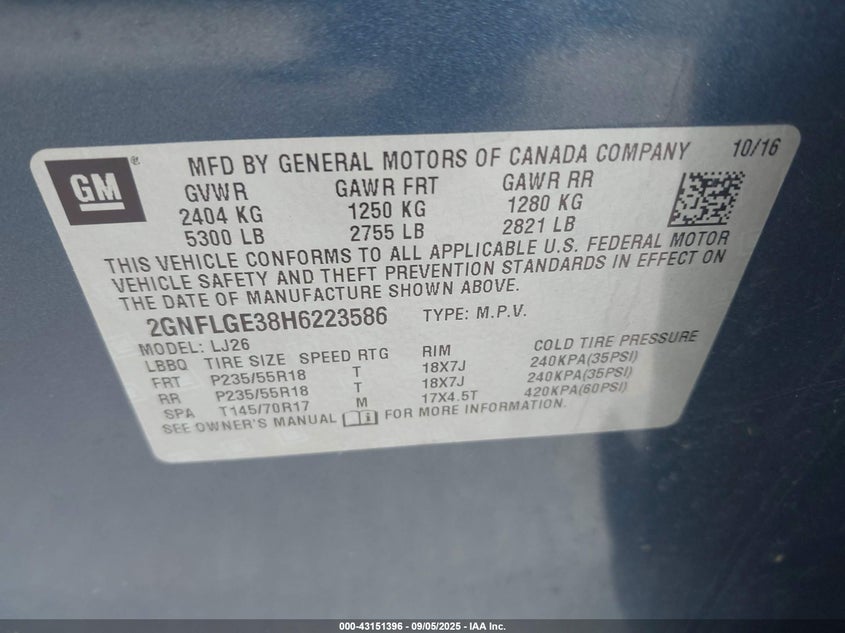 GM ® MFD BY GENERAL MOTORS OF CANADA COMPANY 10/16
GVWR GAWR FRT GAWR RR
2404 KG 1250 KG 1280 KG
5300 LB 2755 LB 2821 LB
THIS VEHICLE CONFORMS TO ALL APPLICABLE U.S. FEDERAL MOTOR
VEHICLE SAFETY AND THEFT PREVENTION STANDARDS IN EFFECT ON
THE DATE OF MANUFACTURE SHOWN ABOVE.
2GNFLGE38H6223586 TYPE: M.P.V.
MODEL: LJ26
LBBQ TIRE SIZE SPEED RTG RIM COLD TIRE PRESSURE
FRT P235/55R18 T 18X7J 240KPA(35PSI)
RR P235/55R18 T 18X7J 240KPA(35PSI)
SPA T145/70R17 M 17X4.5T 420KPA(60PSI)
SEE OWNER'S MANUAL FOR MORE INFORMATION.
000-43151396 - 09/05/2025 - IAA Inc.